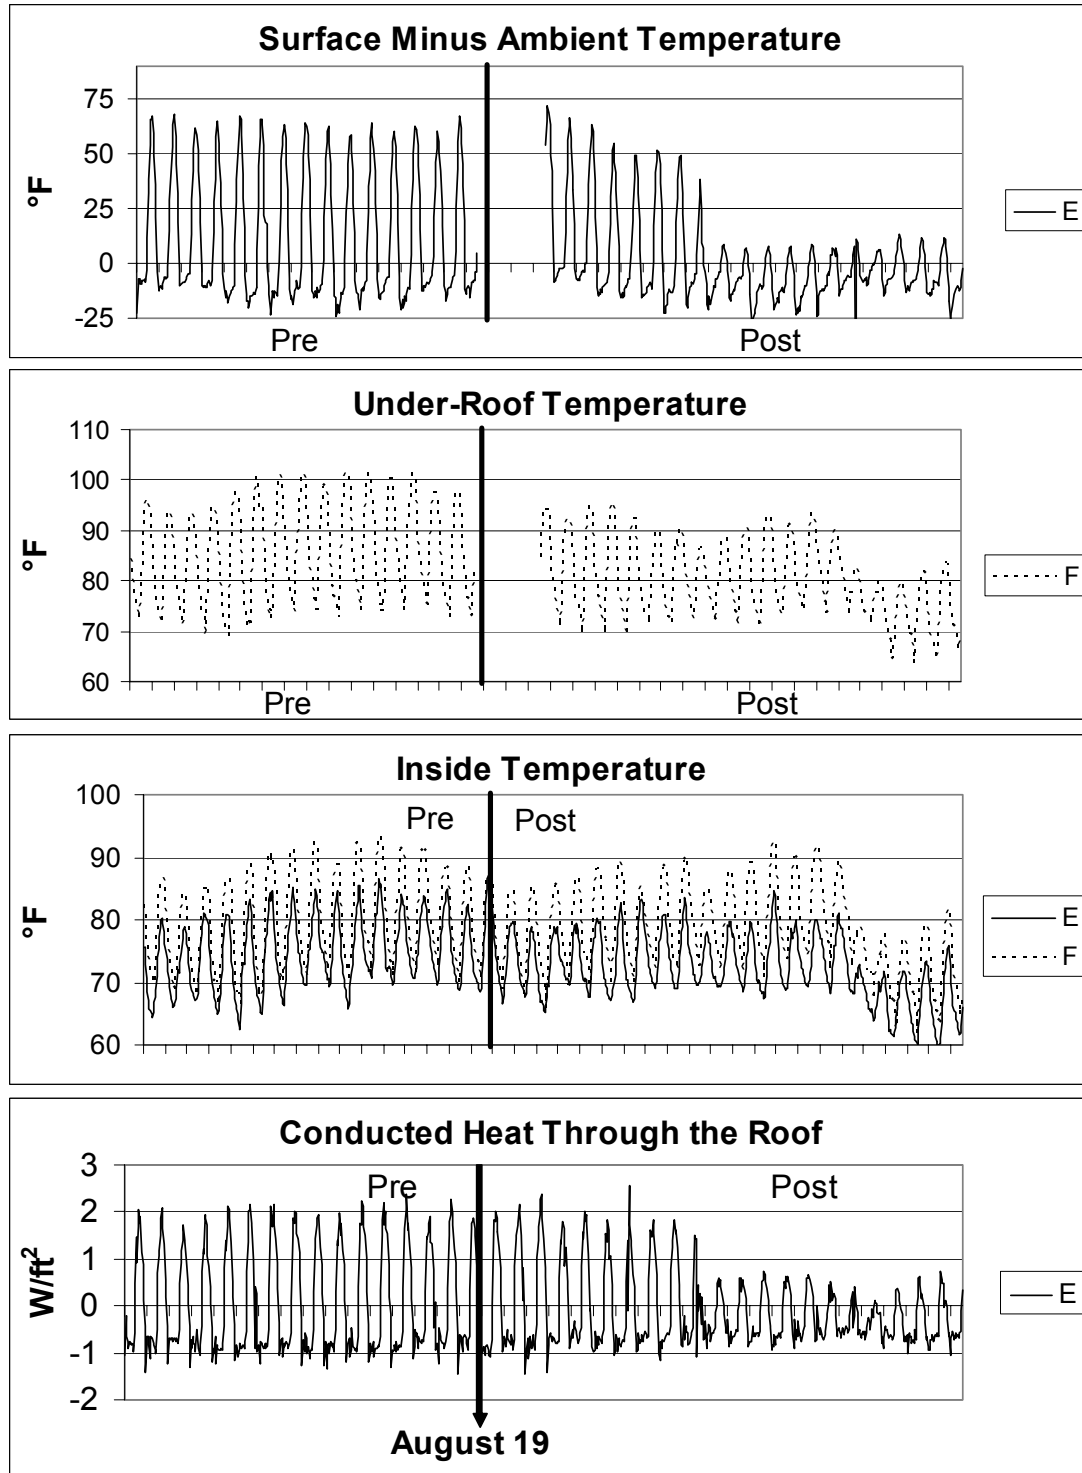 Surface Minus Ambient Temperature
75
50
25
0
-25
°F
Pre
Post
E
Under-Roof Temperature
110
100
90
80
70
60
°F
Pre
Post
F
Inside Temperature
100
90
80
70
60
°F
Pre
Post
E
F
Conducted Heat Through the Roof
3
2
1
0
-1
-2
W/ft²
Pre
Post
E
August 19